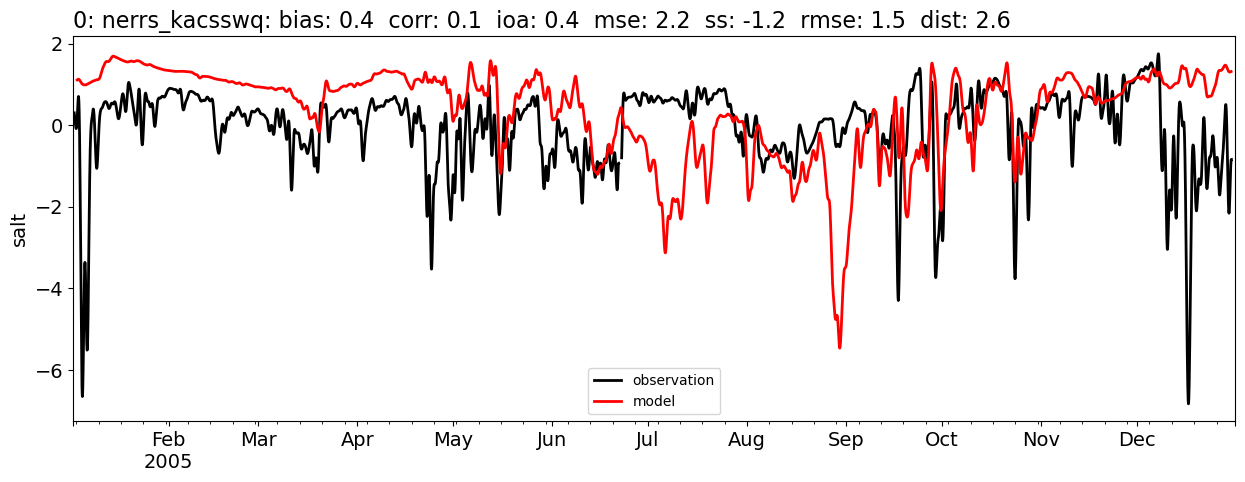 0: nerrs_kacsswq: bias: 0.4  corr: 0.1  ioa: 0.4  mse: 2.2  ss: -1.2  rmse: 1.5  dist: 2.6
2
0
−2
−4
−6
salt
observation
model
Feb Mar Apr May Jun Jul Aug Sep Oct Nov Dec
2005